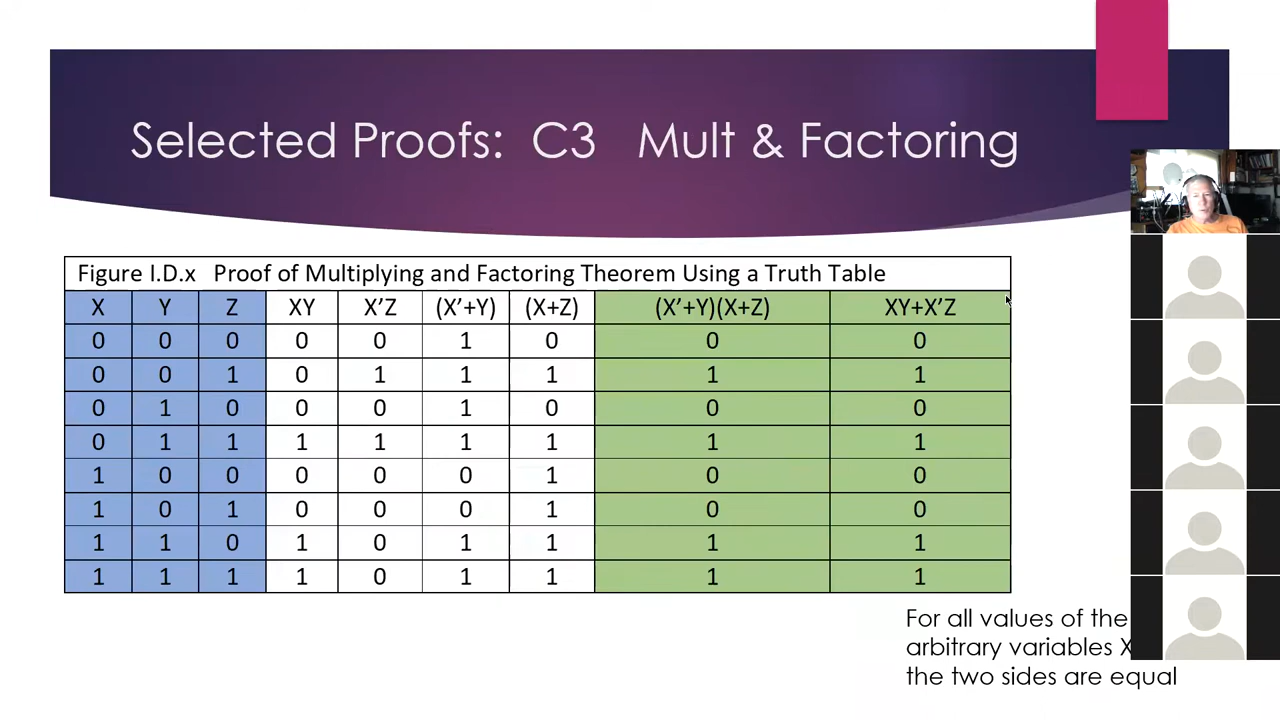 Selected Proofs: C3 Mult & Factoring
Figure I.D.x Proof of Multiplying and Factoring Theorem Using a Truth Table
X Y Z XY X’Z (X’+Y) (X+Z) (X’+Y)(X+Z) XY+X’Z
0 0 0 0 0 1 0 0 0
0 0 1 0 1 1 1 1 1
0 1 0 0 0 1 0 0 0
0 1 1 1 1 1 1 1 1
1 0 0 0 0 0 1 0 0
1 0 1 0 0 0 1 0 0
1 1 0 1 0 1 1 1 1
1 1 1 1 0 1 1 1 1
For all values of the
arbitrary variables X
the two sides are equal